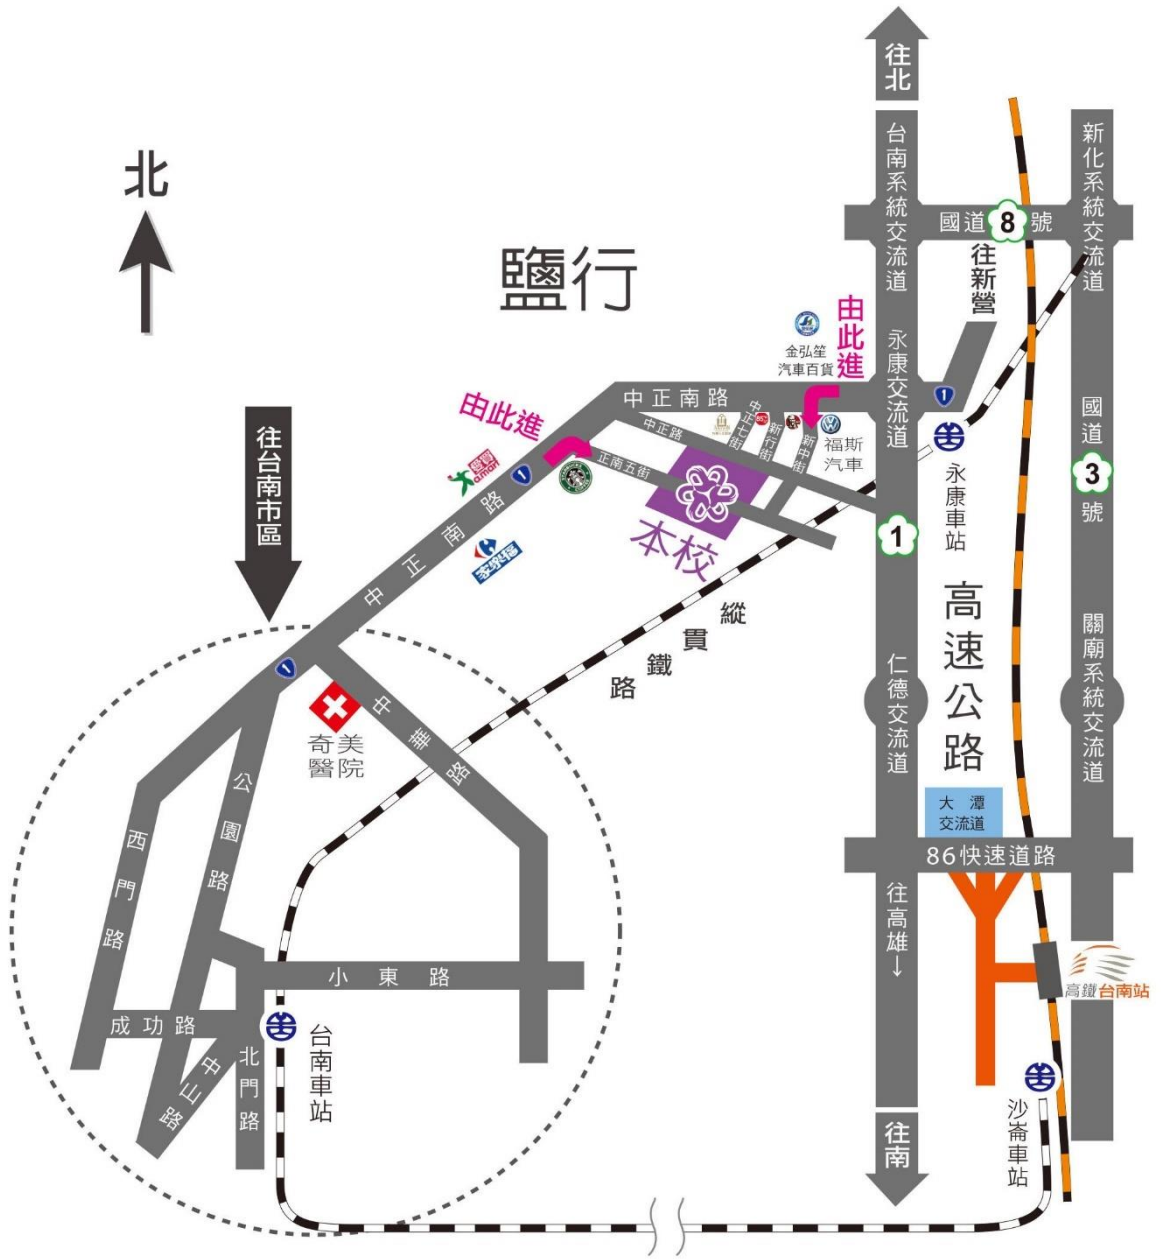 往北
北
台南系統交流道
新化系統交流道
國道 8 號
往新營
鹽行
由此進
金弘笙
汽車百貨
永康交流道
1
中正南路
由此進
中正路
中正七街
新行街
新中街
福斯
汽車
85
正南五街
愛買
a.mart
1
國道
3
號
永康車站
往台南市區
本校
1
中正南路
家樂福
高速公路
縱貫鐵路
仁德交流道
關廟系統交流道
1
中華路
奇美
醫院
公園路
西門路
大潭
交流道
86快速道路
往高雄↓
小東路
高鐵台南站
成功路
中山路
北門路
台南車站
沙崙車站
往南